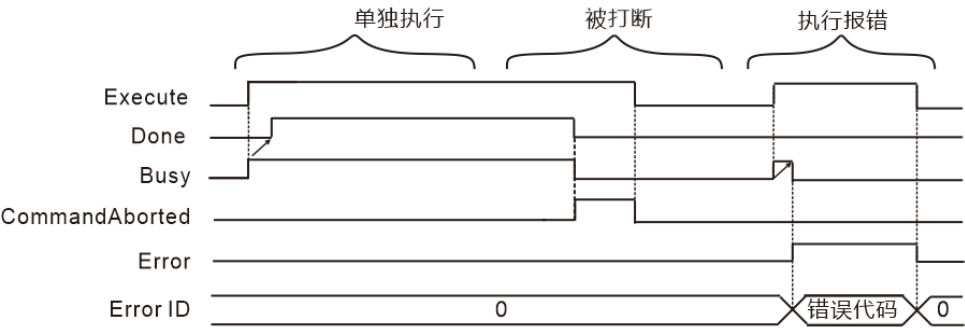 单独执行 被打断 执行报错
Execute
Done
Busy
CommandAborted
Error
Error ID 0 错误代码 0